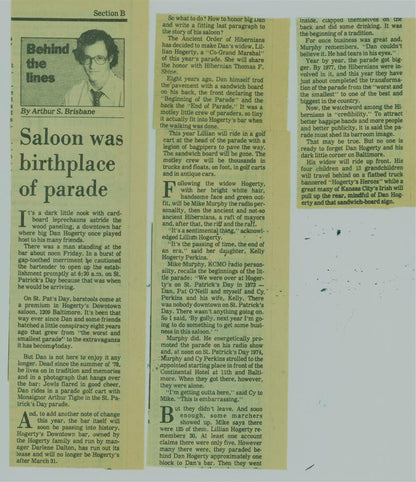 Section B
Behind
the
lines
By Arthur S. Brisbane
Saloon was
birthplace
of parade
It's a dark little nook with card-
board leprechauns astride the
wood paneling, a downtown bar
where big Dan Hogerty once played
host to his many friends.
There was a man standing at the
bar about noon Friday. In a burst of
slap-touched merriment he cautioned
the bartender to open up the estab-
lishment promptly at 6:30 a.m. on St.
Patrick's Day because that was when
he would be arriving.
On St. Pat's Day, barstools come at
a premium in Hogerty's Downtown
saloon, 1209 Baltimore. It's been that
way ever since Dan and some friends
hatched a little conspiracy eight years
ago that grew from "the worst and
smallest parade" to the extravaganza
it has become today.
But Dan is not here to enjoy it any
longer. Dead since the summer of '78,
he lives on in tradition and memories
and in a photograph that hangs over
the bar: Jowls flared in good cheer,
Dan rides in a parade golf cart with
Monsignor Arthur Tighe in the St. Pa-
trick's Day parade.
And, to add another note of change
this year, the bar itself will
soon be passing into history.
Hogerty's Downtown bar, owned by
the Hogerty family and run by man-
ager Darlene Dalton, has run out its
lease and will no longer be Hogerty's
after March 31.
So what to do? How to honor big Dan
and write a fitting last paragraph to
the story of his saloon?
The Ancient Order of Hibernians
has decided to make Dan's widow, Lil-
lian Hogerty, a "Co-Grand Marshal"
of this year's parade. She will share
the honor with Hibernian Thomas F.
Shine.
Eight years ago, Dan himself trod
the pavement with a sandwich board
on his back, the front declaring the
"Beginning of the Parade" and the
back the "End of Parade." It was a
motley little crew of paraders, so tiny
it actually fit into Hogerty's bar when
the walking was done.
This year Lillian will ride in a golf
cart at the head of the parade with a
legion of bagpipers to pave the way.
The sandwich board will be gone. The
motley crew will be thousands in
trucks and floats, on foot, in golf carts
and in antique cars.
Following the widow Hogerty,
with her bright white hair,
handsome face and green out-
fit, will be Mike Murphy the radio per-
sonality, then the ancient and not so
ancient Hibernians, a raft of mayors
and, after that, the riff and the raff.
"It's a sentimental thing," acknowl-
edged Lillian Hogerty.
"It's the passing of time, the end of
an era," said her daughter, Kelly
Hogerty Perkins.
Mike Murphy, KCMO radio person-
ality, recalls the beginnings of the lit-
tle parade: "We were over at Hoger-
ty's on St. Patrick's Day in 1973 —
Dan, Pat O'Neill and myself and Cy
Perkins and his wife, Kelly. There
was nobody downtown on St. Patrick's
Day. There wasn't anything going on.
So I said, 'By golly, next year I'm go-
ing to do something to get some busi-
ness in this saloon.'"
Murphy did. He energetically pro-
moted the parade on his radio show
and, at noon on St. Patrick's Day 1974,
Murphy and Cy Perkins strolled to the
appointed starting place in front of the
Continental Hotel at 11th and Balti-
more. When they got there, however,
they were alone.
"I'm getting outta here," said Cy to
Mike. "This is embarrassing."
But they didn't leave. And soon
enough, some marchers
showed up. Mike says there
were 135 of them. Lillian Hogerty re-
members 30. At least one account
claims there were only five. However
many there were, they paraded be-
hind Dan Hogerty approximately one
block to Dan's bar. Then they went
inside, clapped themselves on the
back and did some drinking. It was
the beginning of a tradition.
For once business was great and,
Murphy remembers, "Dan couldn't
believe it. He had tears in his eyes."
Year by year, the parade got big-
ger. By 1977, the Hibernians were in-
volved in it, and this year they have
just about completed the transforma-
tion of the parade from the "worst and
the smallest" to one of the best and
biggest in the country.
Now, the watchword among the Hi-
bernians is "credibility." To attract
better bagpipe bands and more people
and better publicity, it is said the pa-
rade must shed its barroom image.
That may be true. But no one is
ready to forget Dan Hogerty and his
dark little corner on Baltimore.
His widow will ride up front. His
four children and 13 grandchildren
will travel behind on a flatbed truck
bannered "Hogerty's Heroes" while a
great many of Kansas City's Irish will
pull up the rear, mindful of Dan Hog-
erty and that sandwich-board sign.